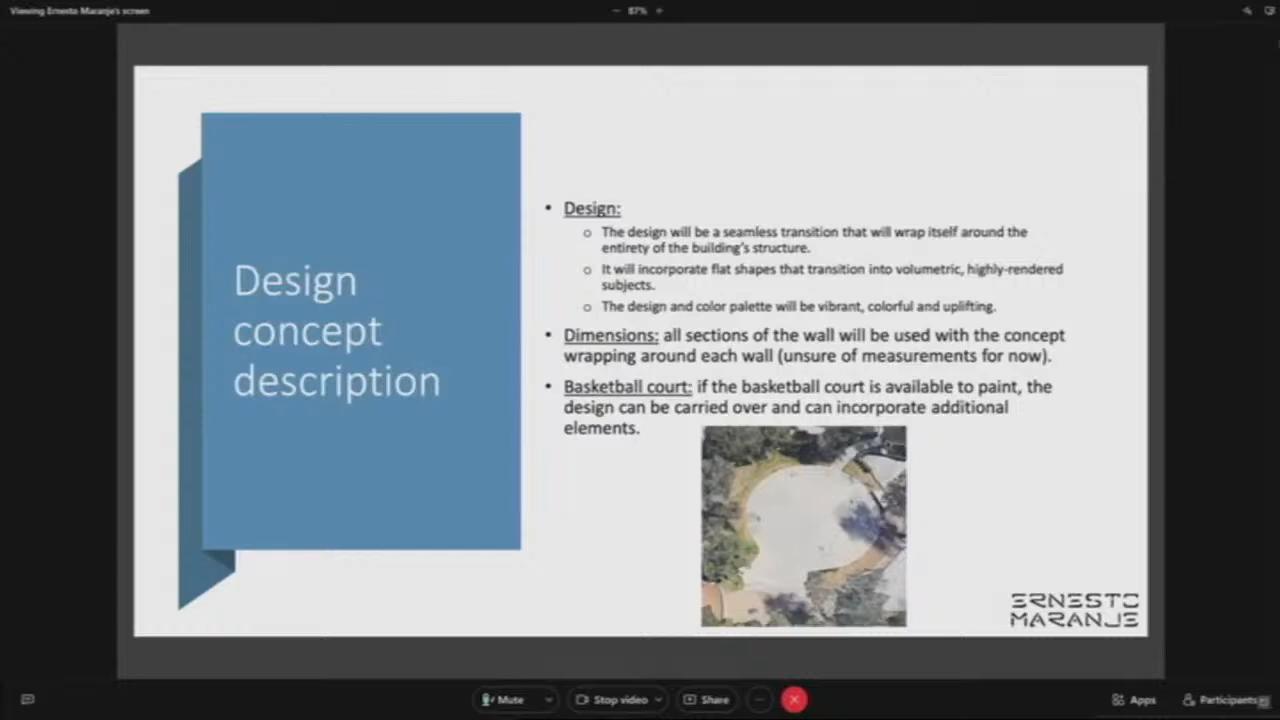 Viewing Ernesto Maranje's screen
87%
Design
concept
description
• Design:
o The design will be a seamless transition that will wrap itself around the
entirety of the building's structure.
o It will incorporate flat shapes that transition into volumetric, highly-rendered
subjects.
o The design and color palette will be vibrant, colorful and uplifting.
• Dimensions: all sections of the wall will be used with the concept
wrapping around each wall (unsure of measurements for now).
• Basketball court: if the basketball court is available to paint, the
design can be carried over and can incorporate additional
elements.
ERNESTO
MARANJE
Mute
Stop video
Share
Apps
Participants